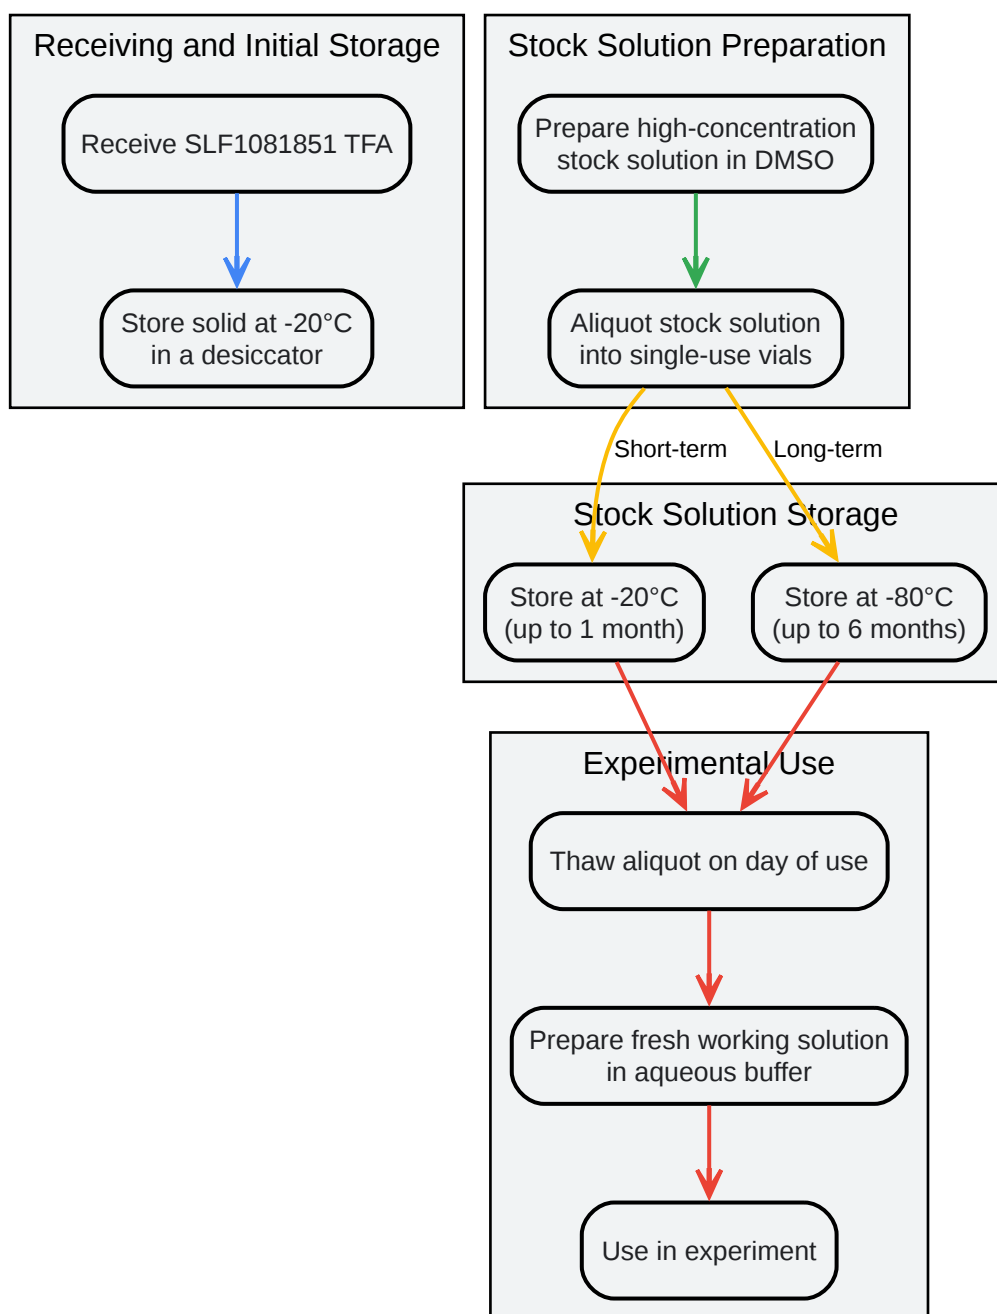 Receiving and Initial Storage
Receive SLF1081851 TFA
Store solid at -20°C
in a desiccator
Stock Solution Preparation
Prepare high-concentration
stock solution in DMSO
Aliquot stock solution
into single-use vials
Short-term
Long-term
Stock Solution Storage
Store at -20°C
(up to 1 month)
Store at -80°C
(up to 6 months)
Experimental Use
Thaw aliquot on day of use
Prepare fresh working solution
in aqueous buffer
Use in experiment